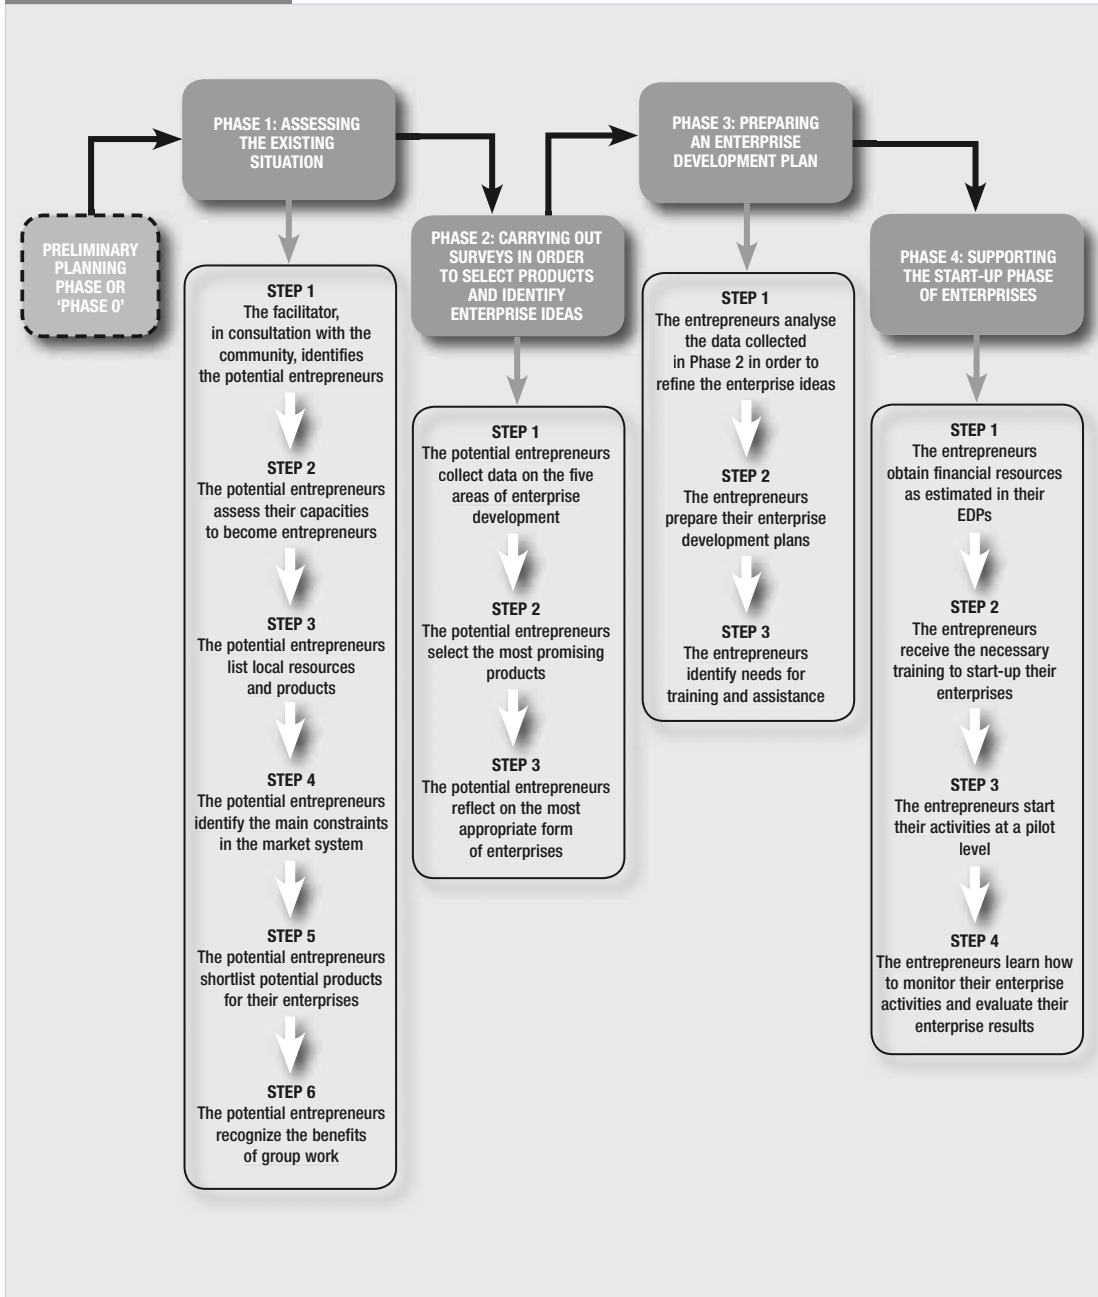 PRELIMINARY
PLANNING
PHASE OR
‘PHASE 0’
PHASE 1: ASSESSING
THE EXISTING
SITUATION
STEP 1
The facilitator,
in consultation with the
community, identifies
the potential entrepreneurs
STEP 2
The potential entrepreneurs
assess their capacities
to become entrepreneurs
STEP 3
The potential entrepreneurs
list local resources
and products
STEP 4
The potential entrepreneurs
identify the main constraints
in the market system
STEP 5
The potential entrepreneurs
shortlist potential products
for their enterprises
STEP 6
The potential entrepreneurs
recognize the benefits
of group work
PHASE 2: CARRYING OUT
SURVEYS IN ORDER
TO SELECT PRODUCTS
AND IDENTIFY
ENTERPRISE IDEAS
STEP 1
The potential entrepreneurs
collect data on the five
areas of enterprise
development
STEP 2
The potential entrepreneurs
select the most promising
products
STEP 3
The potential entrepreneurs
reflect on the most
appropriate form
of enterprises
PHASE 3: PREPARING
AN ENTERPRISE
DEVELOPMENT PLAN
STEP 1
The entrepreneurs analyse
the data collected
in Phase 2 in order to
refine the enterprise ideas
STEP 2
The entrepreneurs
prepare their enterprise
development plans
STEP 3
The entrepreneurs
identify needs for
training and assistance
PHASE 4: SUPPORTING
THE START-UP PHASE
OF ENTERPRISES
STEP 1
The entrepreneurs
obtain financial resources
as estimated in their
EDPs
STEP 2
The entrepreneurs
receive the necessary
training to start-up their
enterprises
STEP 3
The entrepreneurs start
their activities at a pilot
level
STEP 4
The entrepreneurs learn how
to monitor their enterprise
activities and evaluate their
enterprise results